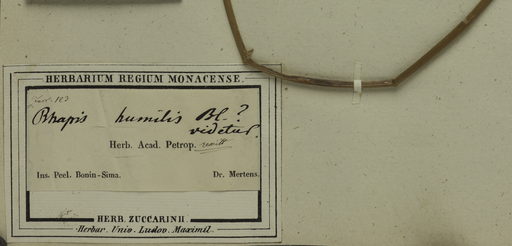 HERBARIUM REGIUM MONACENSE.
Rhapis humilis Bl.?
videtur.
Herb. Acad. Petrop.
Ins. Peel. Bonin-Sima. Dr. Mertens.
HERB. ZUCCARINII.
Herbar. Univ. Ludov. Maximil.